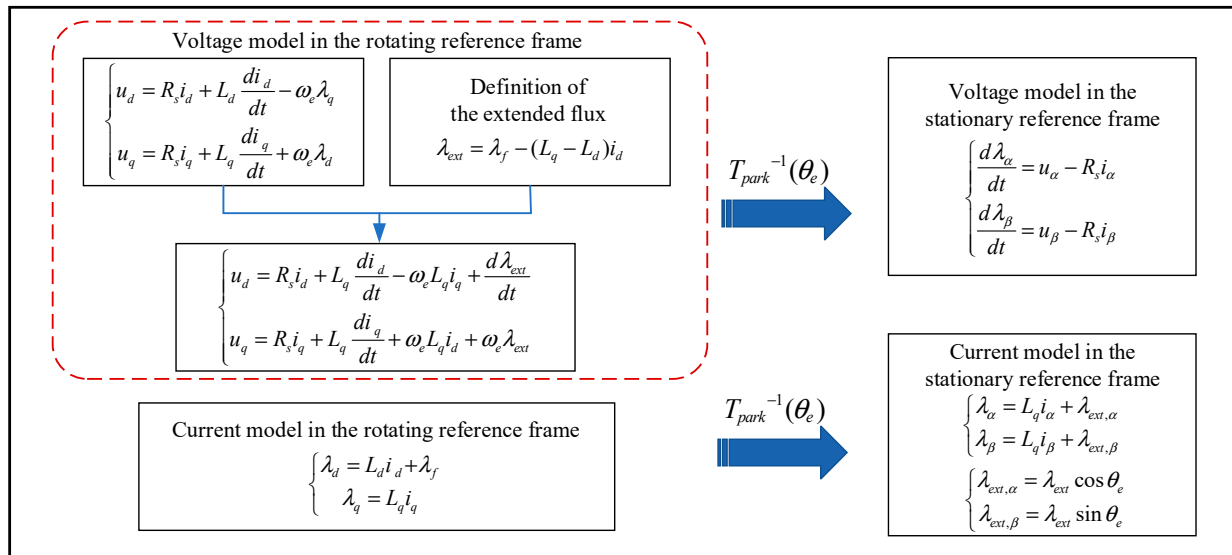 Voltage model in the rotating reference frame
u_d = R_s i_d + L_d di_d/dt − ω_e λ_q
u_q = R_s i_q + L_q di_q/dt + ω_e λ_d
Definition of
the extended flux
λ_ext = λ_f − (L_q − L_d)i_d
u_d = R_s i_d + L_q di_d/dt − ω_e L_q i_q + dλ_ext/dt
u_q = R_s i_q + L_q di_q/dt + ω_e L_q i_d + ω_e λ_ext
T_park^−1(θ_e)
Voltage model in the
stationary reference frame
dλ_α/dt = u_α − R_s i_α
dλ_β/dt = u_β − R_s i_β
Current model in the rotating reference frame
λ_d = L_d i_d + λ_f
λ_q = L_q i_q
T_park^−1(θ_e)
Current model in the
stationary reference frame
λ_α = L_q i_α + λ_ext,α
λ_β = L_q i_β + λ_ext,β
λ_ext,α = λ_ext cos θ_e
λ_ext,β = λ_ext sin θ_e